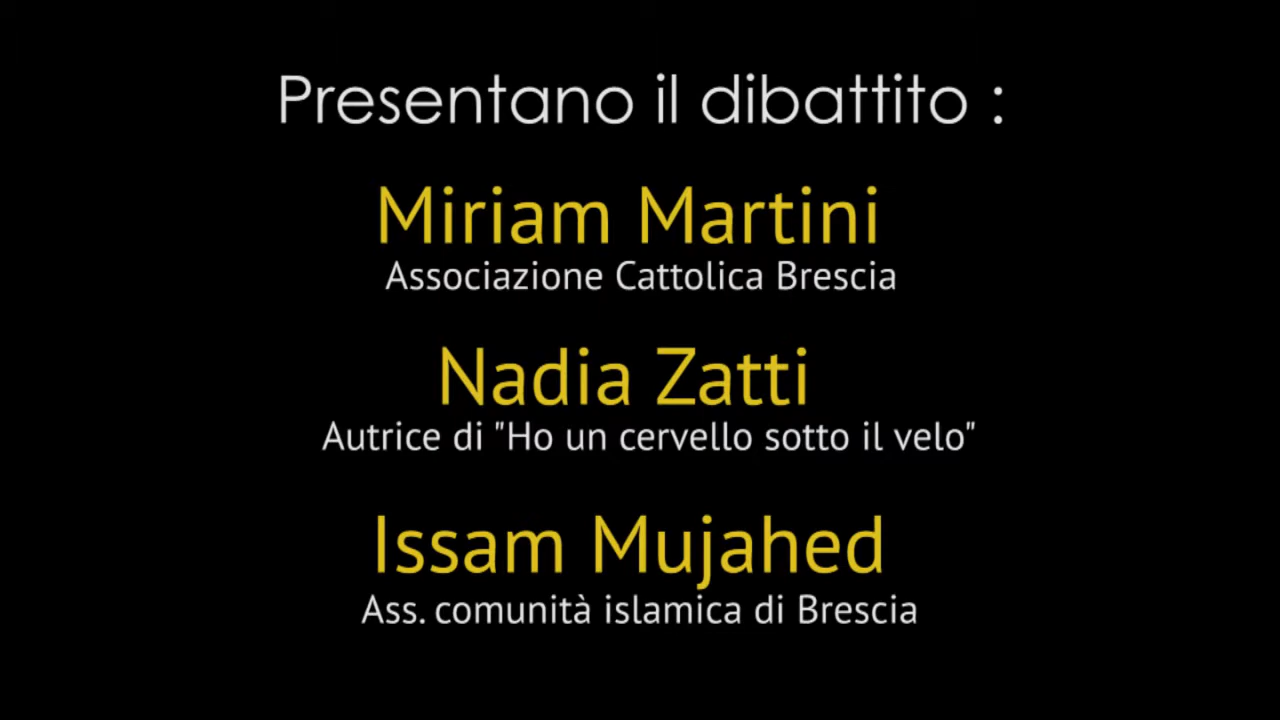 Presentano il dibattito :
Miriam Martini
Associazione Cattolica Brescia
Nadia Zatti
Autrice di "Ho un cervello sotto il velo"
Issam Mujahed
Ass. comunità islamica di Brescia